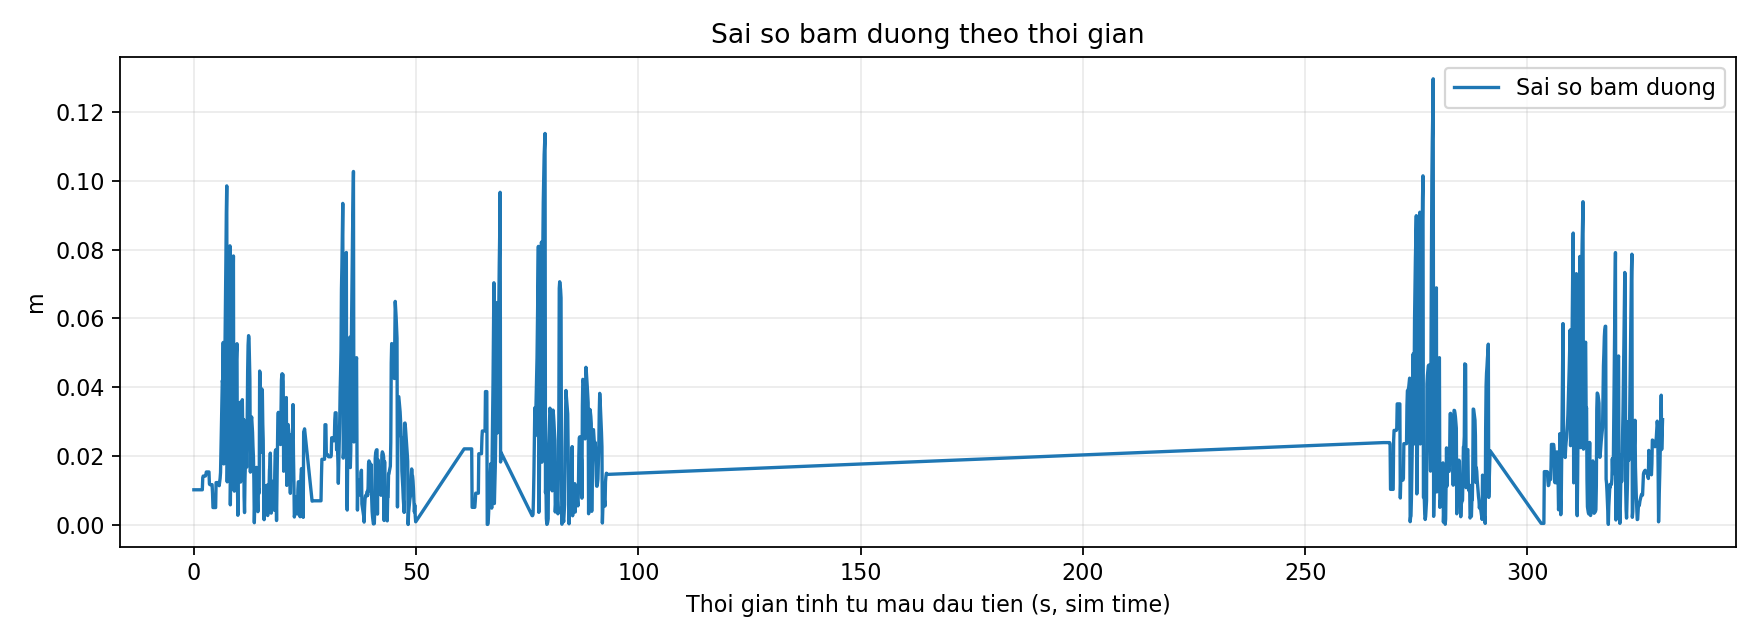 Sai so bam duong theo thoi gian
Sai so bam duong
0.12
0.10
0.08
0.06
0.04
0.02
0.00
m
0 50 100 150 200 250 300
Thoi gian tinh tu mau dau tien (s, sim time)